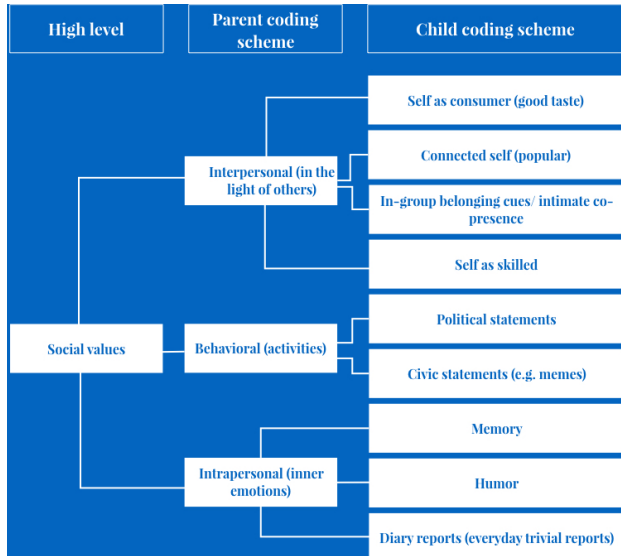 High level
Parent coding
scheme
Child coding scheme
Self as consumer (good taste)
Connected self (popular)
Interpersonal (in the
light of others)
In-group belonging cues/ intimate co-
presence
Self as skilled
Political statements
Social values
Behavioral (activities)
Civic statements (e.g. memes)
Memory
Intrapersonal (inner
emotions)
Humor
Diary reports (everyday trivial reports)